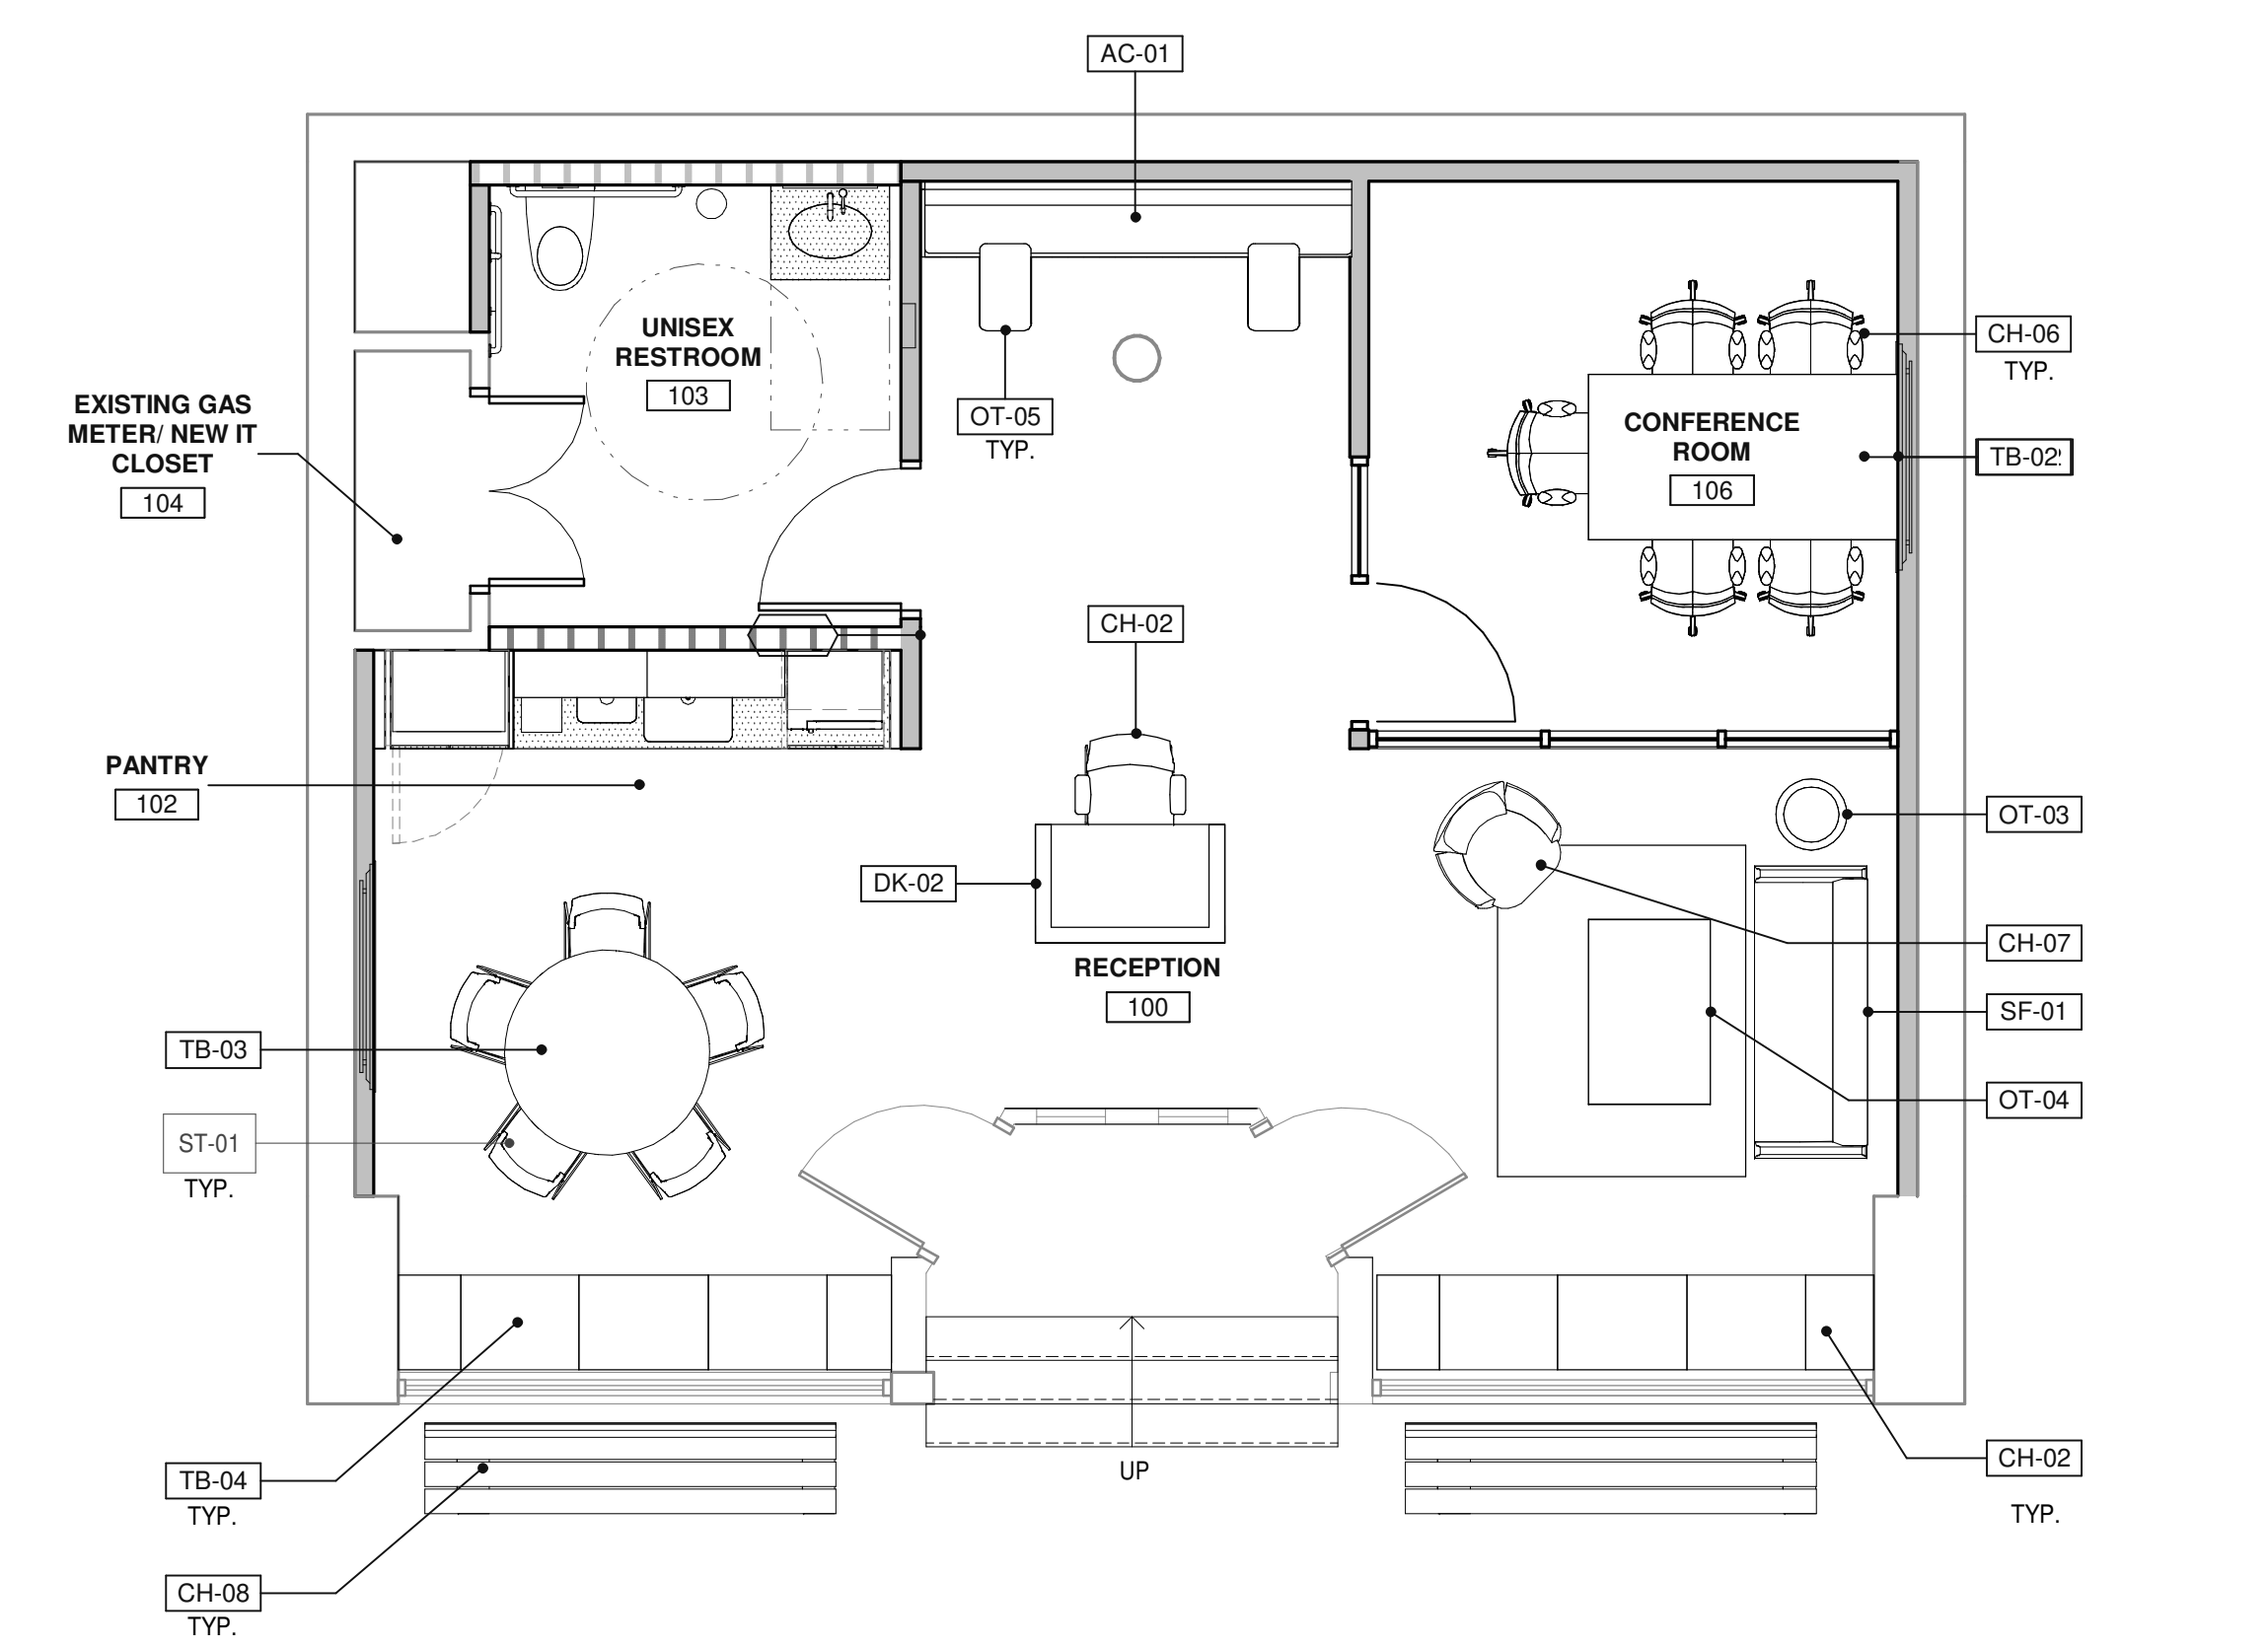 AC-01
UNISEX
RESTROOM
103
CH-06
TYP.
EXISTING GAS
METER/ NEW IT
CLOSET
104
OT-05
TYP.
CONFERENCE
ROOM
106
TB-02
CH-02
PANTRY
102
OT-03
DK-02
CH-07
RECEPTION
100
SF-01
TB-03
OT-04
ST-01
TYP.
UP
TB-04
TYP.
CH-02
TYP.
CH-08
TYP.